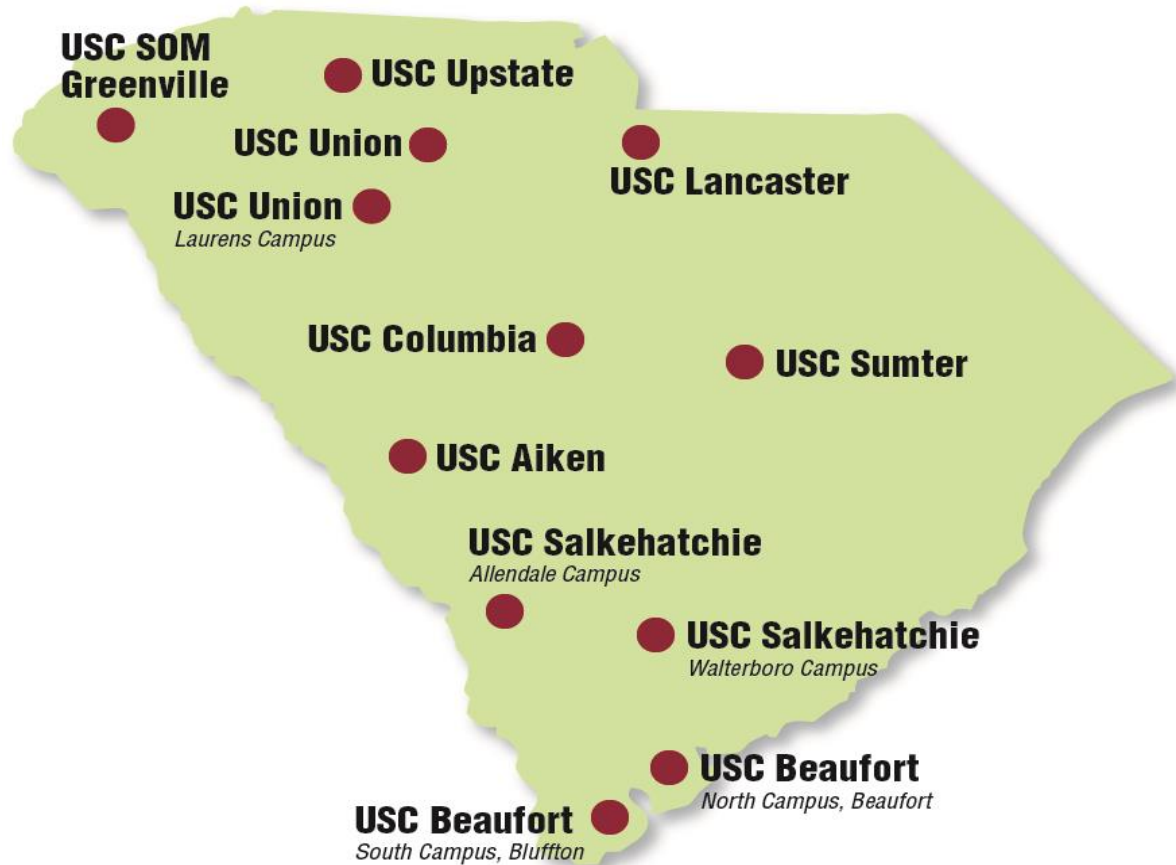 USC SOM
Greenville
USC Upstate
USC Union
USC Lancaster
USC Union
Laurens Campus
USC Columbia
USC Sumter
USC Aiken
USC Salkehatchie
Allendale Campus
USC Salkehatchie
Walterboro Campus
USC Beaufort
North Campus, Beaufort
USC Beaufort
South Campus, Bluffton